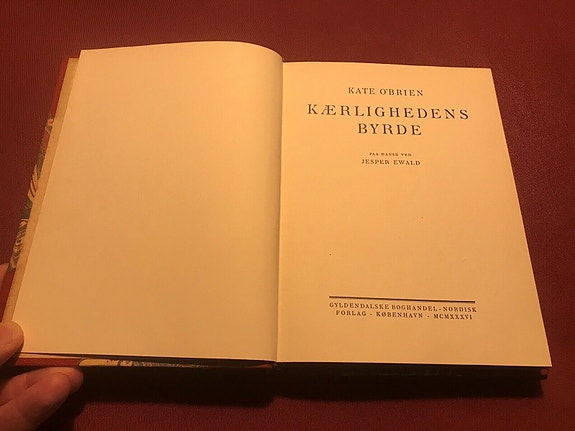 KATE O'BRIEN
KÆRLIGHEDENS
BYRDE
PAA DANSK VED
JESPER EWALD
GYLDENDALSKE BOGHANDEL - NORDISK
FORLAG - KØBENHAVN - MCMXXXVI